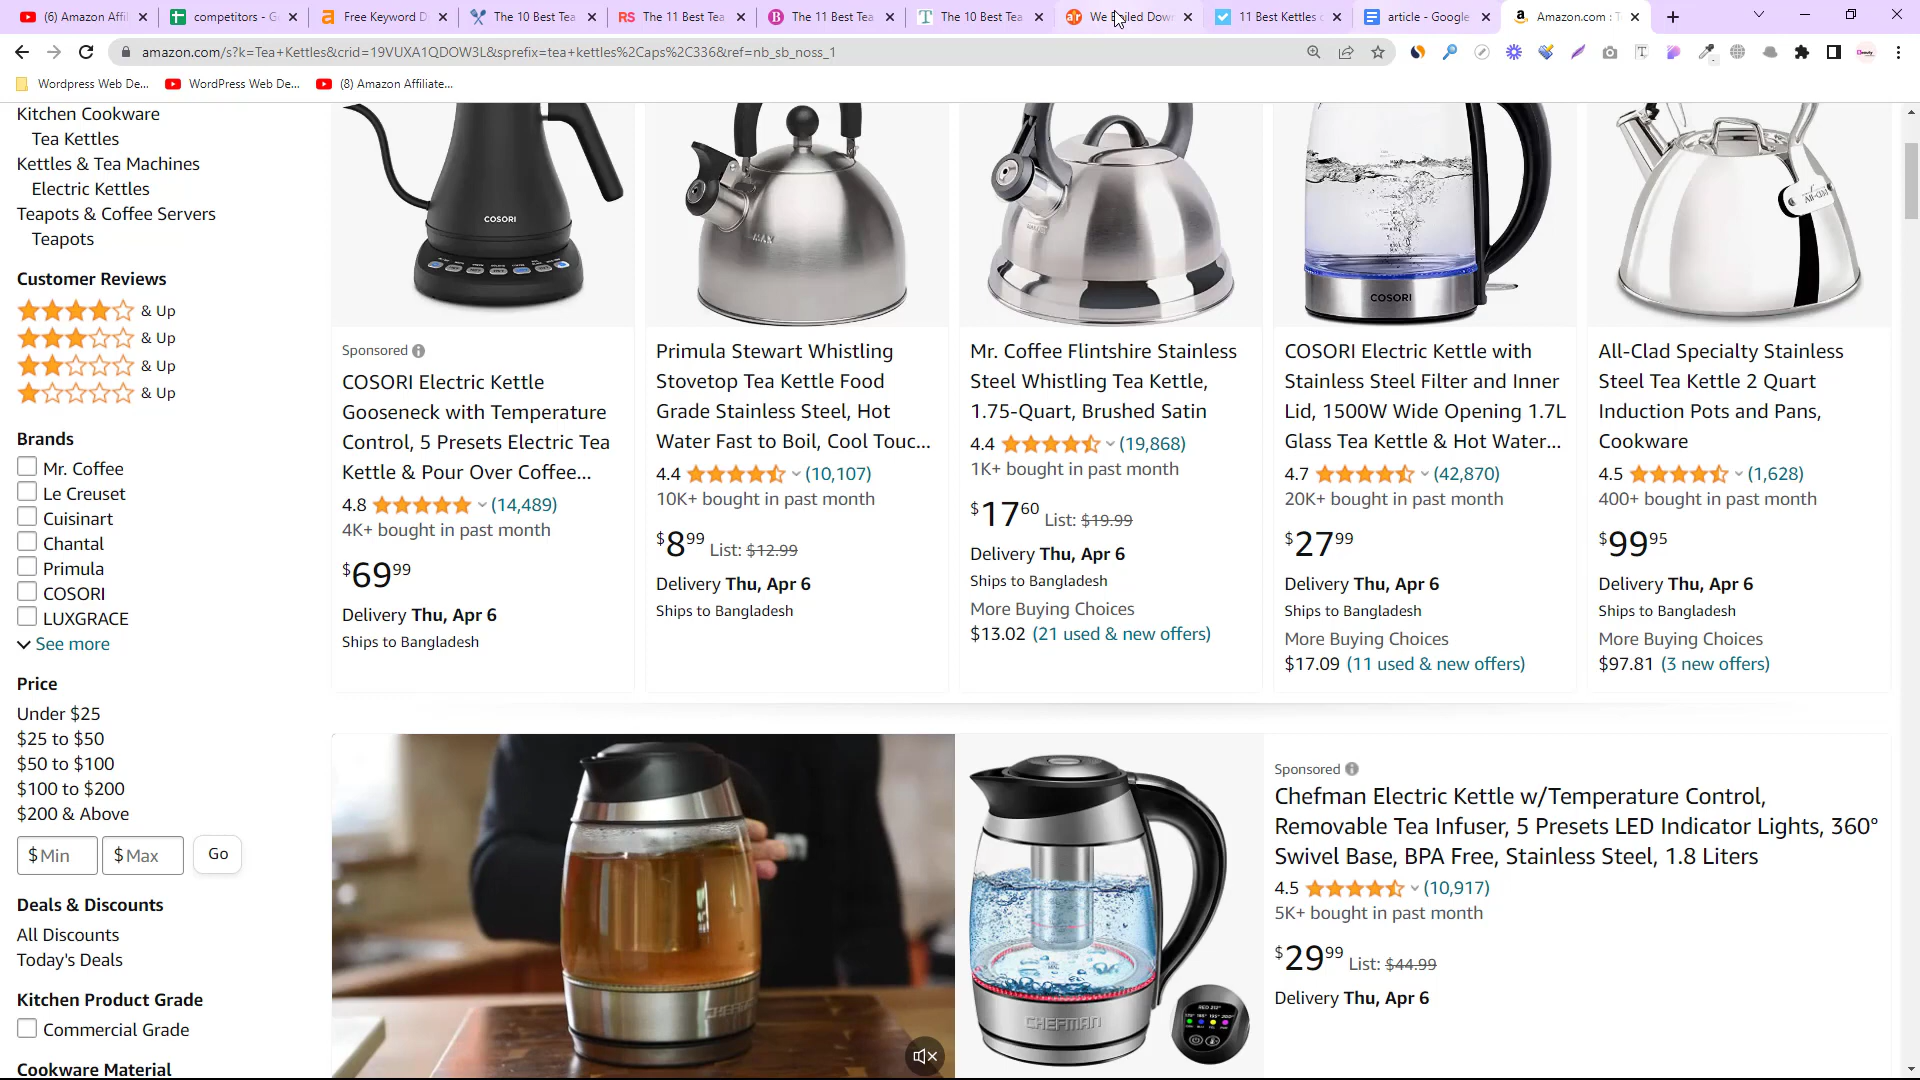 (6) Amazon Affil
competitors - G
Free Keyword D
The 10 Best Tea
The 11 Best Tea
The 11 Best Tea
The 10 Best Tea
11 Best Kettles
article - Google
Amazon.com : T
amazon.com/s?k=Tea+Kettles&crid=19VUXA1QDOW3L&sprefix=tea+kettles%2Caps%2C336&ref=nb_sb_noss_1
Wordpress Web De...
WordPress Web De...
(8) Amazon Affiliate...
Kitchen Cookware
Tea Kettles
Kettles & Tea Machines
Electric Kettles
Teapots & Coffee Servers
Teapots
Customer Reviews
& Up
& Up
& Up
& Up
Brands
Mr. Coffee
Le Creuset
Cuisinart
Chantal
Primula
COSORI
LUXGRACE
See more
Price
Under $25
$25 to $50
$50 to $100
$100 to $200
$200 & Above
$ Min
$ Max
Go
Deals & Discounts
All Discounts
Today's Deals
Kitchen Product Grade
Commercial Grade
Cookware Material
COSORI
Sponsored
COSORI Electric Kettle
Gooseneck with Temperature
Control, 5 Presets Electric Tea
Kettle & Pour Over Coffee...
4.8 (14,489)
4K+ bought in past month
$69.99
Delivery Thu, Apr 6
Ships to Bangladesh
MAX
Primula Stewart Whistling
Stovetop Tea Kettle Food
Grade Stainless Steel, Hot
Water Fast to Boil, Cool Touc...
4.4 (10,107)
10K+ bought in past month
$8.99 List: $12.99
Delivery Thu, Apr 6
Ships to Bangladesh
Mr. Coffee Flintshire Stainless
Steel Whistling Tea Kettle,
1.75-Quart, Brushed Satin
4.4 (19,868)
1K+ bought in past month
$17.60 List: $19.99
Delivery Thu, Apr 6
Ships to Bangladesh
More Buying Choices
$13.02 (21 used & new offers)
COSORI
COSORI Electric Kettle with
Stainless Steel Filter and Inner
Lid, 1500W Wide Opening 1.7L
Glass Tea Kettle & Hot Water...
4.7 (42,870)
20K+ bought in past month
$27.99
Delivery Thu, Apr 6
Ships to Bangladesh
More Buying Choices
$17.09 (11 used & new offers)
All-Clad
All-Clad Specialty Stainless
Steel Tea Kettle 2 Quart
Induction Pots and Pans,
Cookware
4.5 (1,628)
400+ bought in past month
$99.95
Delivery Thu, Apr 6
Ships to Bangladesh
More Buying Choices
$97.81 (3 new offers)
CHEFMAN
Sponsored
Chefman Electric Kettle w/Temperature Control,
Removable Tea Infuser, 5 Presets LED Indicator Lights, 360°
Swivel Base, BPA Free, Stainless Steel, 1.8 Liters
4.5 (10,917)
5K+ bought in past month
$29.99 List: $44.99
Delivery Thu, Apr 6